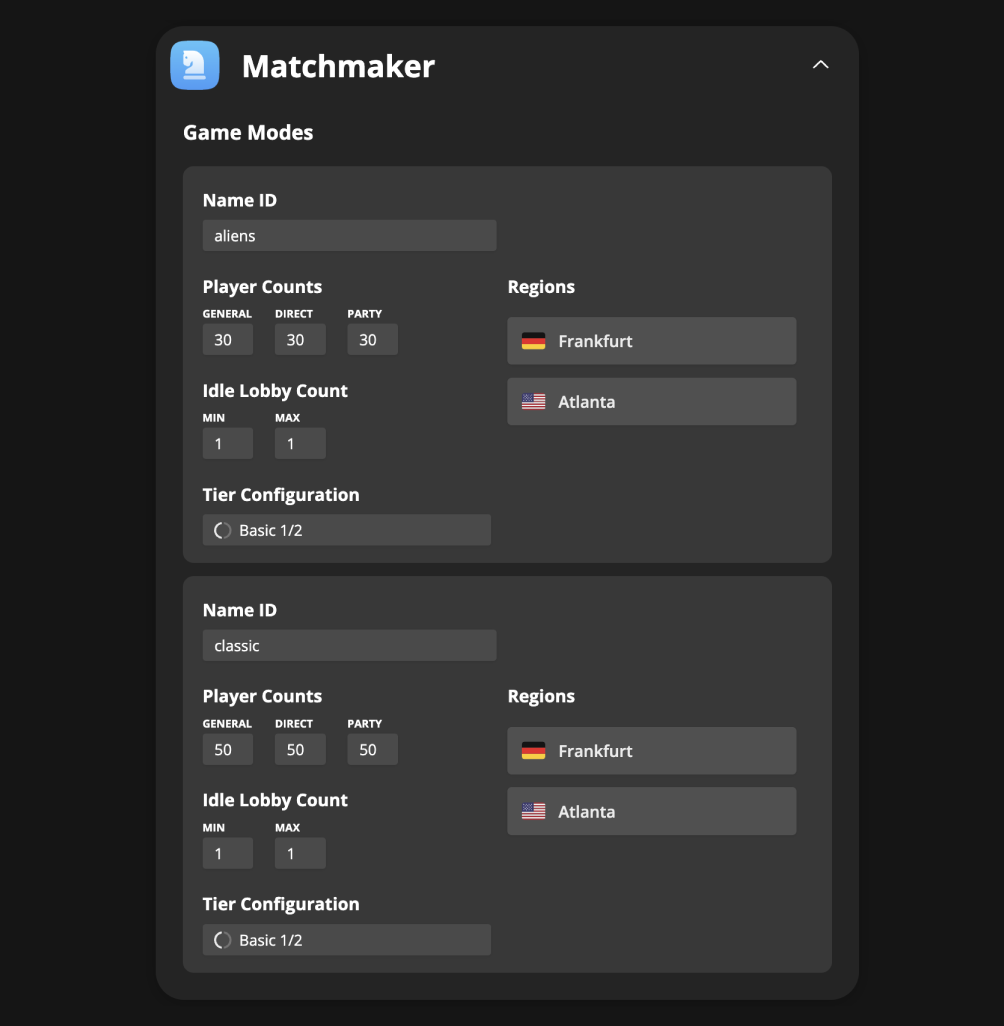 Matchmaker
Game Modes
Name ID
aliens
Player Counts
GENERAL DIRECT PARTY
30 30 30
Idle Lobby Count
MIN MAX
1 1
Tier Configuration
Basic 1/2
Regions
Frankfurt
Atlanta
Name ID
classic
Player Counts
GENERAL DIRECT PARTY
50 50 50
Idle Lobby Count
MIN MAX
1 1
Tier Configuration
Basic 1/2
Regions
Frankfurt
Atlanta